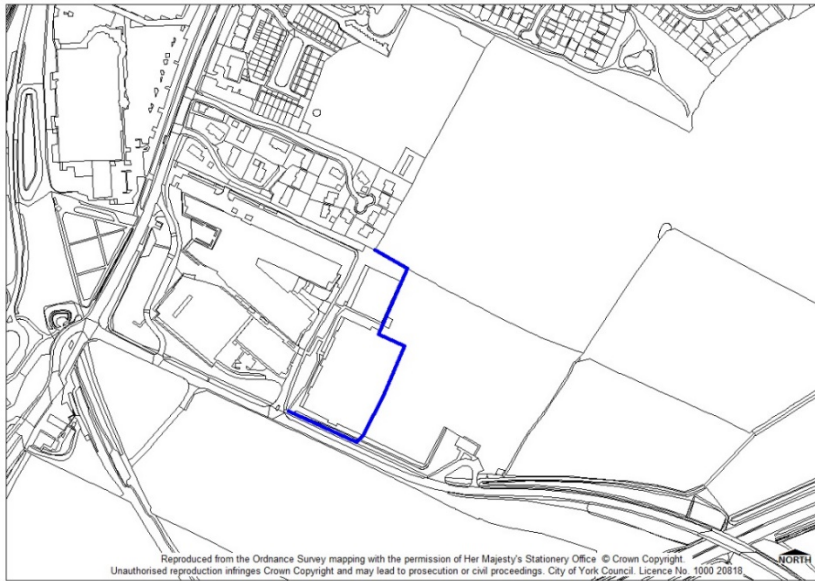 Reproduced from the Ordnance Survey mapping with the permission of Her Majesty's Stationery Office © Crown Copyright.
Unauthorised reproduction infringes Crown Copyright and may lead to prosecution or civil proceedings. City of York Council. Licence No. 1000 20818
NORTH